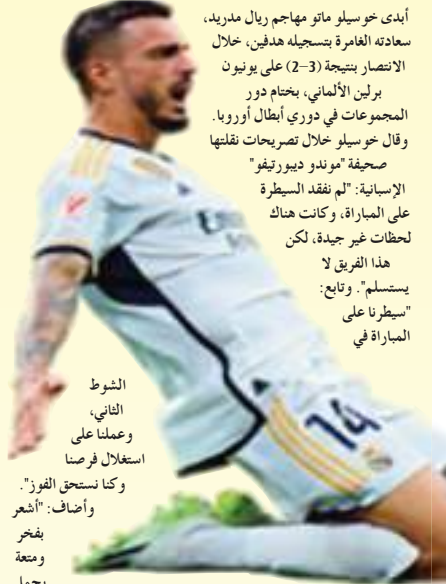 أبدى خوسيلو ماتو مهاجم ريال مدريد،
سعادته الغامرة بتسجيله هدفين، خلال
الانتصار بنتيجة (3-2) على يونيون
برلين الألماني، بختام دور
المجموعات في دوري أبطال أوروبا.
وقال خوسيلو خلال تصريحات نقلتها
صحيفة "موندو ديبورتيفو"
الإسبانية: "لم نفقد السيطرة
على المباراة، وكانت هناك
لحظات غير جيدة، لكن
هذا الفريق لا
يستسلم". وتابع:
"سيطرنا على
المباراة في
الشوط
الثاني،
وعملنا على
استغلال فرصنا
وكنا نستحق الفوز".
وأضاف: "أشعر
بفخر
ومتعة
14